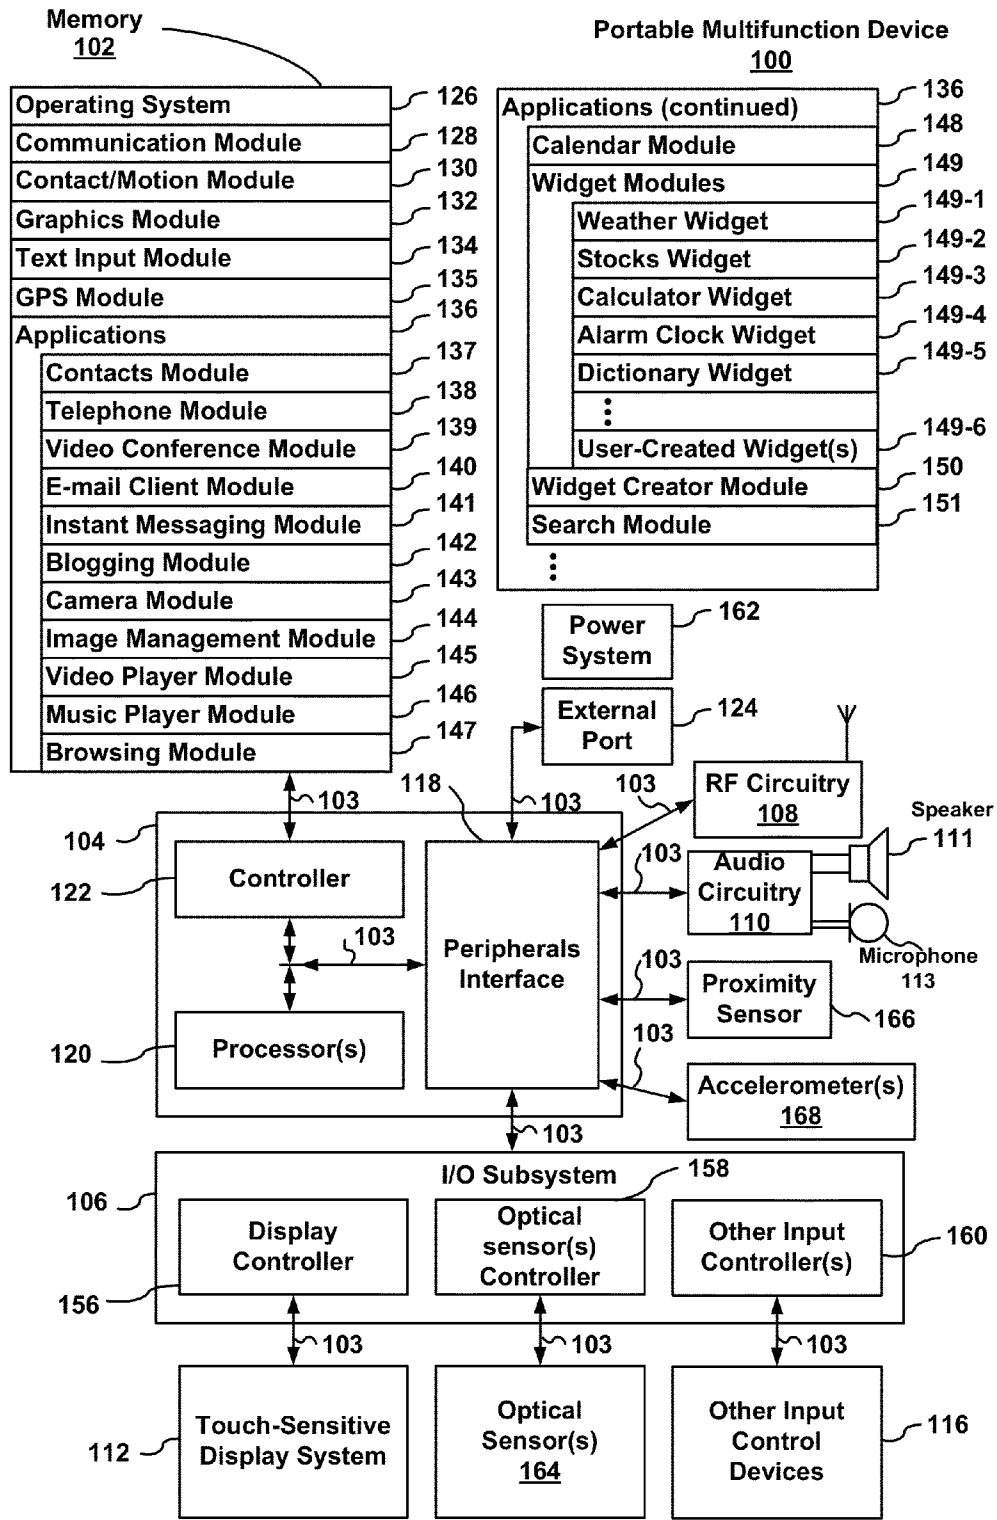 Memory
102
Portable Multifunction Device
100
Operating System 126
Communication Module 128
Contact/Motion Module 130
Graphics Module 132
Text Input Module 134
GPS Module 135
Applications 136
Contacts Module 137
Telephone Module 138
Video Conference Module 139
E-mail Client Module 140
Instant Messaging Module 141
Blogging Module 142
Camera Module 143
Image Management Module 144
Video Player Module 145
Music Player Module 146
Browsing Module 147
Applications (continued) 136
Calendar Module 148
Widget Modules 149
Weather Widget 149-1
Stocks Widget 149-2
Calculator Widget 149-3
Alarm Clock Widget 149-4
Dictionary Widget 149-5
User-Created Widget(s) 149-6
Widget Creator Module 150
Search Module 151
Power
System
162
External
Port
124
103
118
103
103
RF Circuitry
108
Speaker
111
104
122
Controller
103
Audio
Circuitry
110
Microphone
113
103
Peripherals
Interface
103
Proximity
Sensor
166
120
Processor(s)
103
Accelerometer(s)
168
103
I/O Subsystem
158
106
Display
Controller
156
Optical
sensor(s)
Controller
Other Input
Controller(s)
160
103
103
103
112
Touch-Sensitive
Display System
Optical
Sensor(s)
164
Other Input
Control
Devices
116